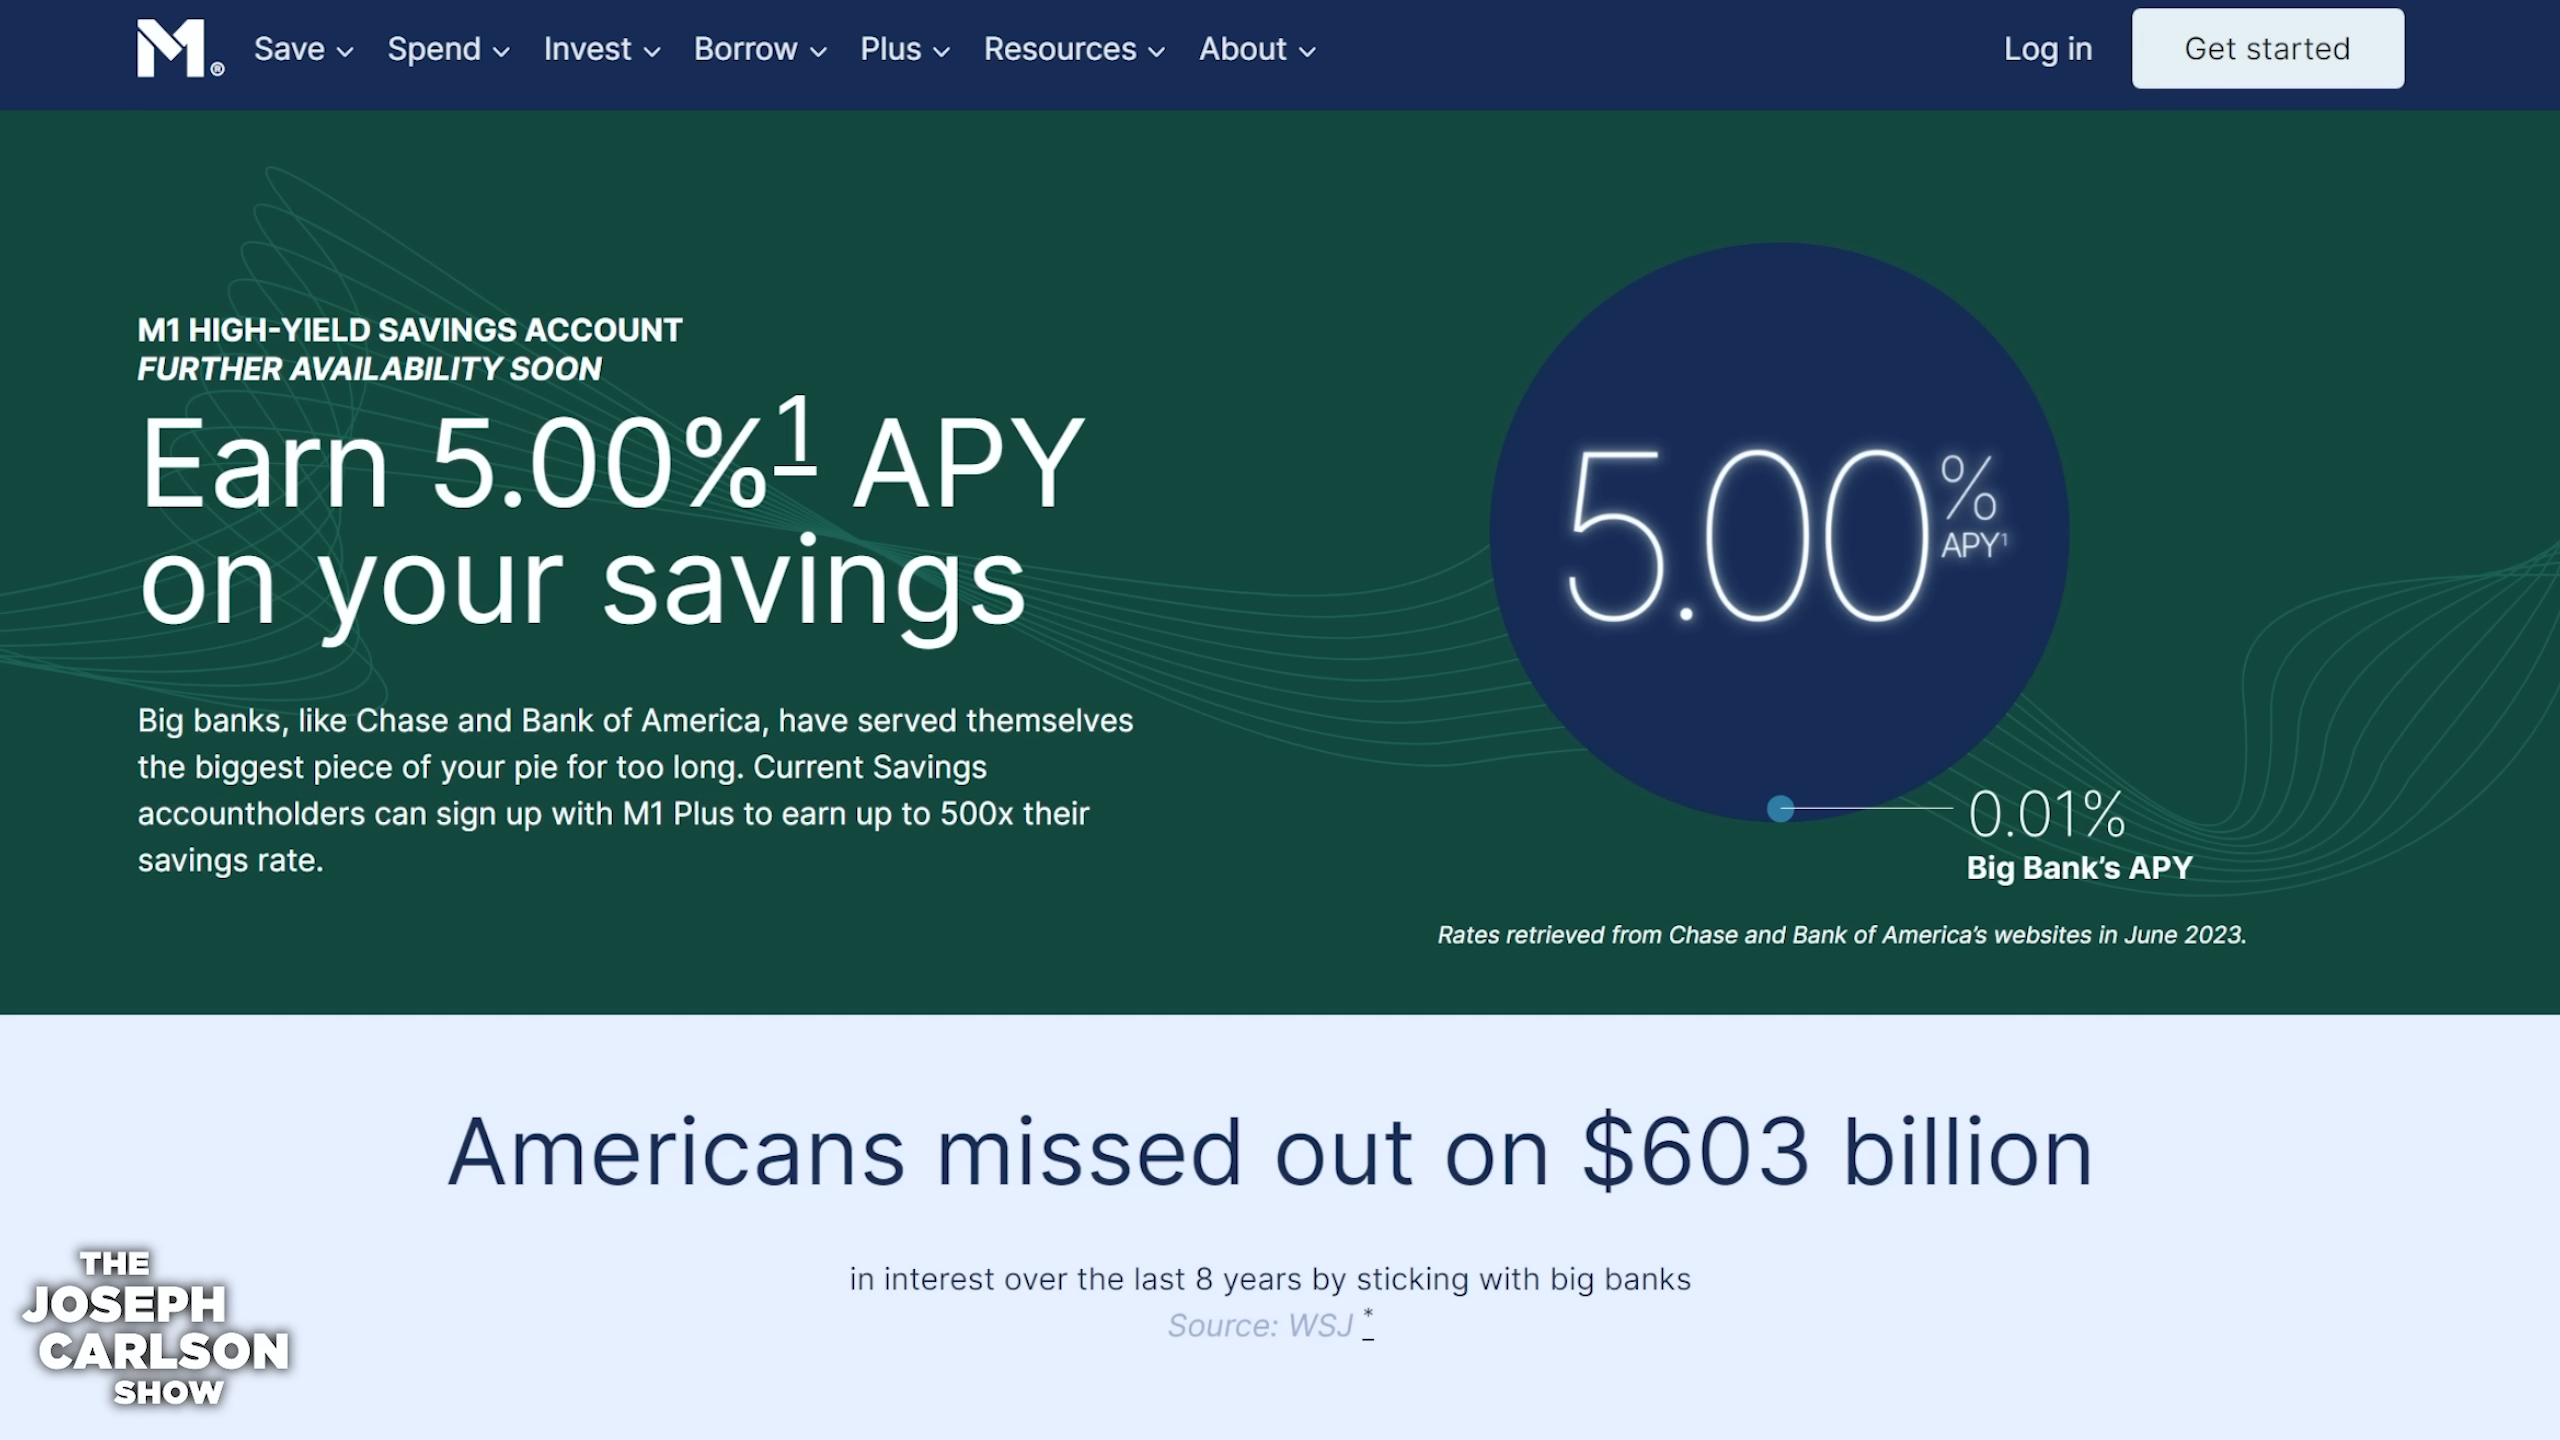 M® Save Spend Invest Borrow Plus Resources About Log in Get started
M1 HIGH-YIELD SAVINGS ACCOUNT
FURTHER AVAILABILITY SOON
Earn 5.00%1 APY
on your savings
Big banks, like Chase and Bank of America, have served themselves
the biggest piece of your pie for too long. Current Savings
accountholders can sign up with M1 Plus to earn up to 500x their
savings rate.
5.00%
APY1
0.01%
Big Bank's APY
Rates retrieved from Chase and Bank of America's websites in June 2023.
Americans missed out on $603 billion
in interest over the last 8 years by sticking with big banks
Source: WSJ *
THE
JOSEPH
CARLSON
SHOW